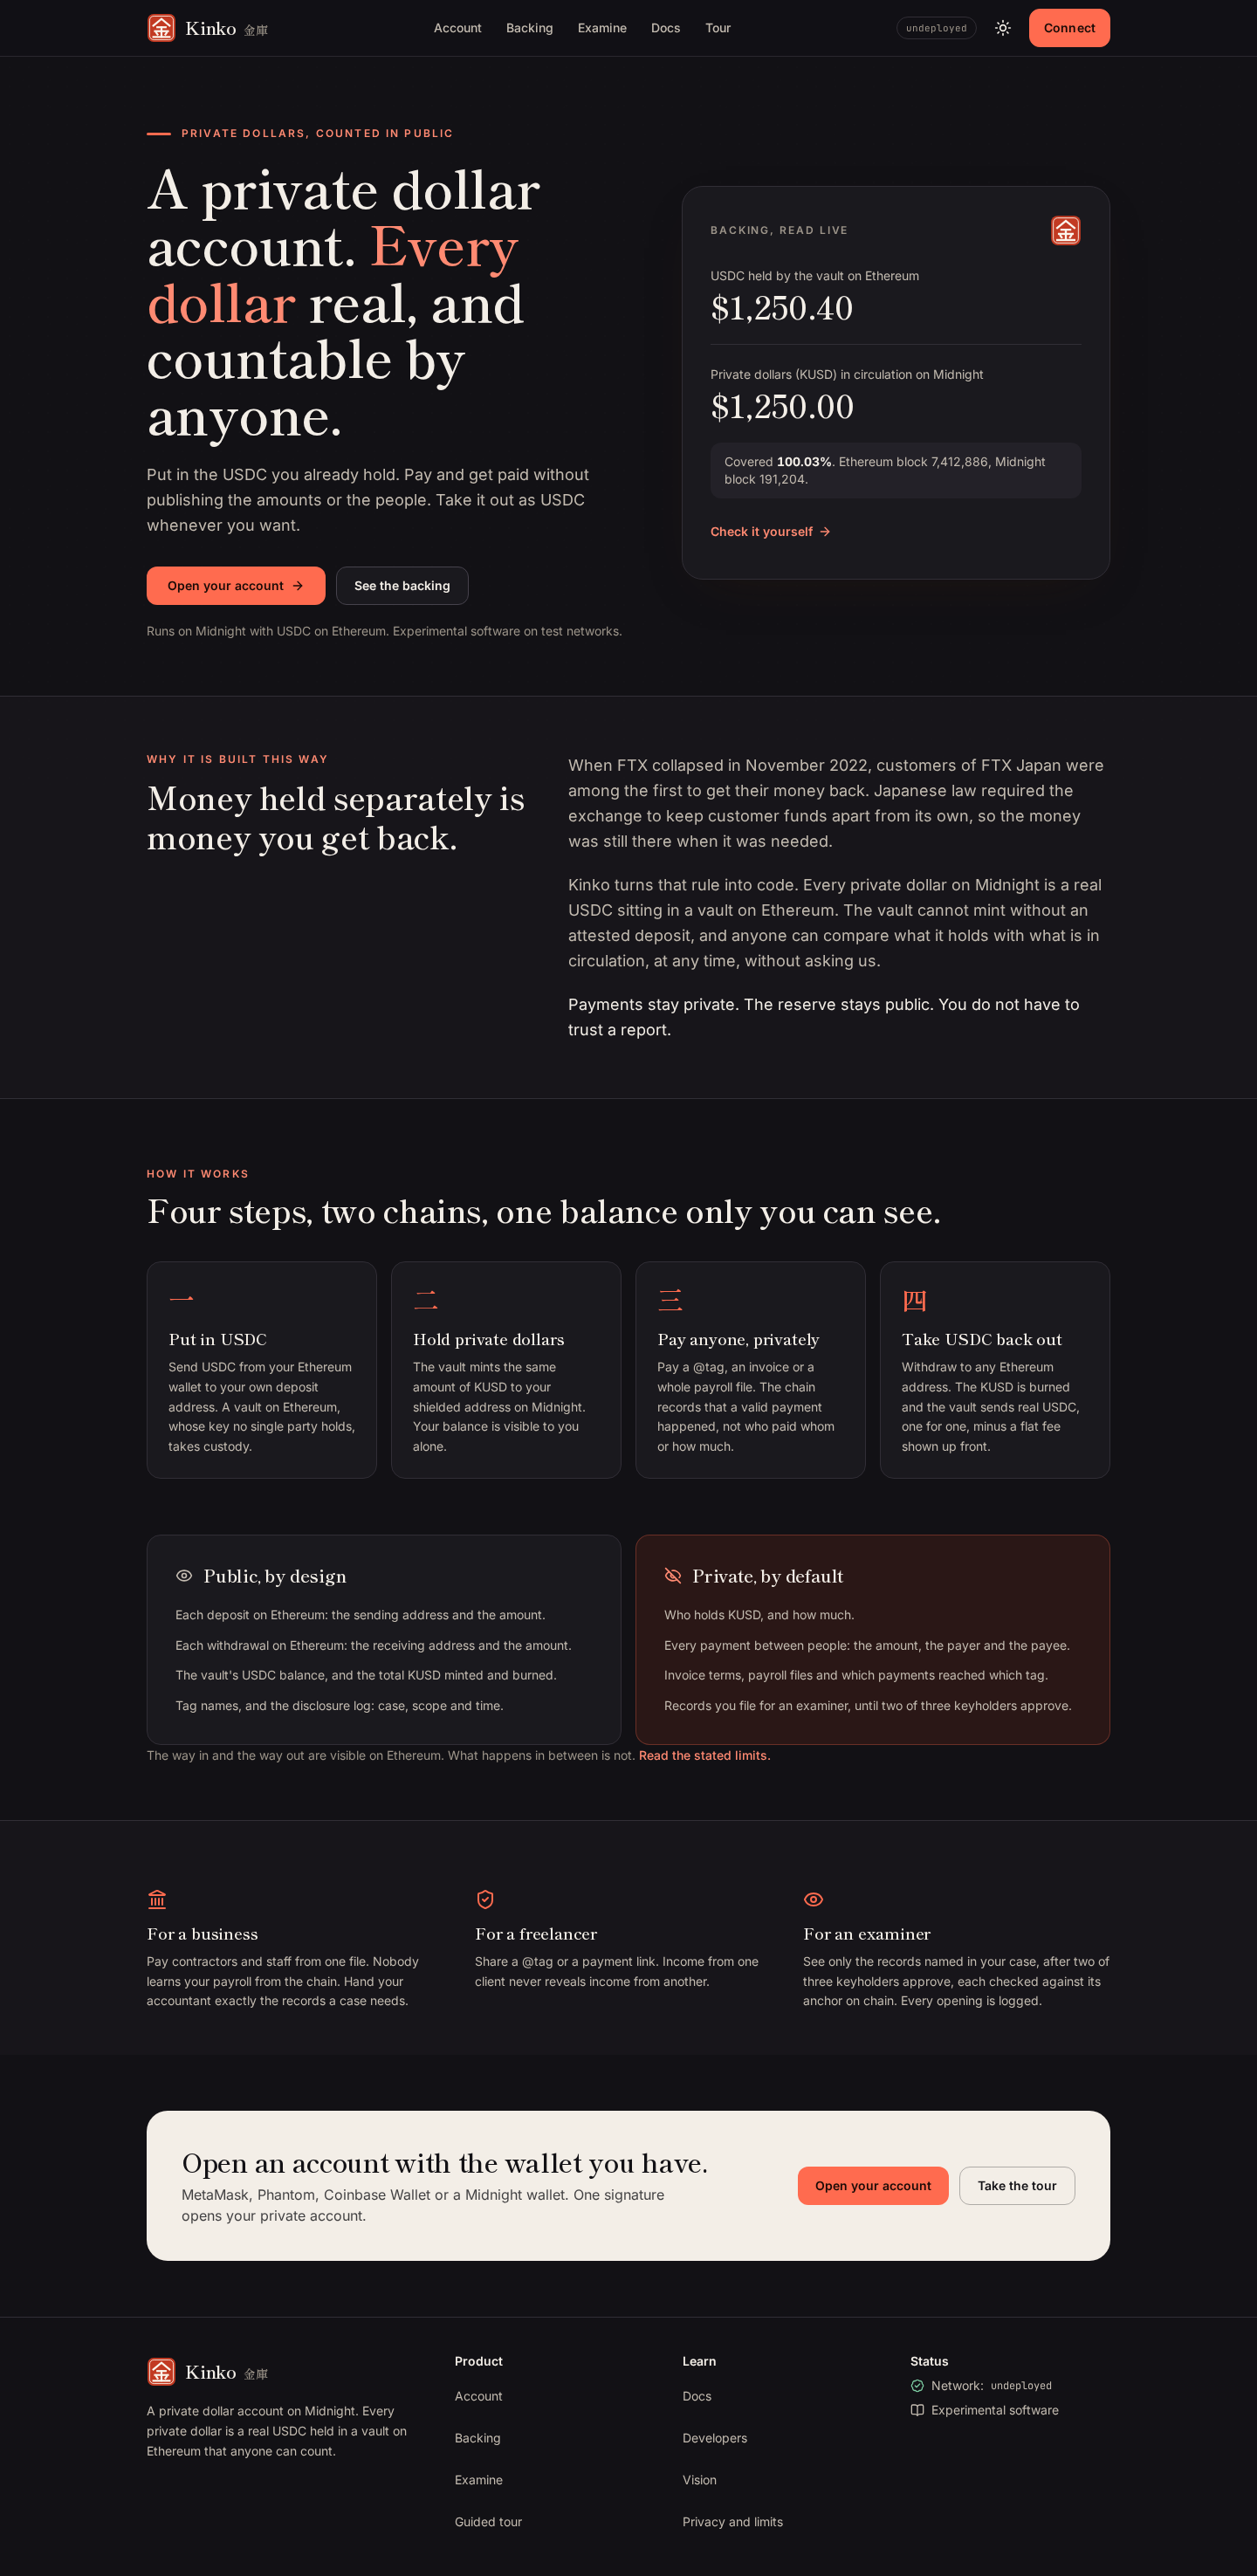 金 Kinko 金庫
Account
Backing
Examine
Docs
Tour
undeployed
Connect
PRIVATE DOLLARS, COUNTED IN PUBLIC
A private dollar
account. Every
dollar real, and
countable by
anyone.
Put in the USDC you already hold. Pay and get paid without
publishing the amounts or the people. Take it out as USDC
whenever you want.
Open your account →
See the backing
Runs on Midnight with USDC on Ethereum. Experimental software on test networks.
BACKING, READ LIVE
金
USDC held by the vault on Ethereum
$1,250.40
Private dollars (KUSD) in circulation on Midnight
$1,250.00
Covered 100.03%. Ethereum block 7,412,886, Midnight
block 191,204.
Check it yourself →
WHY IT IS BUILT THIS WAY
Money held separately is
money you get back.
When FTX collapsed in November 2022, customers of FTX Japan were
among the first to get their money back. Japanese law required the
exchange to keep customer funds apart from its own, so the money
was still there when it was needed.
Kinko turns that rule into code. Every private dollar on Midnight is a real
USDC sitting in a vault on Ethereum. The vault cannot mint without an
attested deposit, and anyone can compare what it holds with what is in
circulation, at any time, without asking us.
Payments stay private. The reserve stays public. You do not have to
trust a report.
HOW IT WORKS
Four steps, two chains, one balance only you can see.
一
Put in USDC
Send USDC from your Ethereum
wallet to your own deposit
address. A vault on Ethereum,
whose key no single party holds,
takes custody.
二
Hold private dollars
The vault mints the same
amount of KUSD to your
shielded address on Midnight.
Your balance is visible to you
alone.
三
Pay anyone, privately
Pay a @tag, an invoice or a
whole payroll file. The chain
records that a valid payment
happened, not who paid whom
or how much.
四
Take USDC back out
Withdraw to any Ethereum
address. The KUSD is burned
and the vault sends real USDC,
one for one, minus a flat fee
shown up front.
Public, by design
Each deposit on Ethereum: the sending address and the amount.
Each withdrawal on Ethereum: the receiving address and the amount.
The vault's USDC balance, and the total KUSD minted and burned.
Tag names, and the disclosure log: case, scope and time.
Private, by default
Who holds KUSD, and how much.
Every payment between people: the amount, the payer and the payee.
Invoice terms, payroll files and which payments reached which tag.
Records you file for an examiner, until two of three keyholders approve.
The way in and the way out are visible on Ethereum. What happens in between is not. Read the stated limits.
For a business
Pay contractors and staff from one file. Nobody
learns your payroll from the chain. Hand your
accountant exactly the records a case needs.
For a freelancer
Share a @tag or a payment link. Income from one
client never reveals income from another.
For an examiner
See only the records named in your case, after two of
three keyholders approve, each checked against its
anchor on chain. Every opening is logged.
Open an account with the wallet you have.
MetaMask, Phantom, Coinbase Wallet or a Midnight wallet. One signature
opens your private account.
Open your account
Take the tour
金 Kinko 金庫
A private dollar account on Midnight. Every
private dollar is a real USDC held in a vault on
Ethereum that anyone can count.
Product
Account
Backing
Examine
Guided tour
Learn
Docs
Developers
Vision
Privacy and limits
Status
Network: undeployed
Experimental software